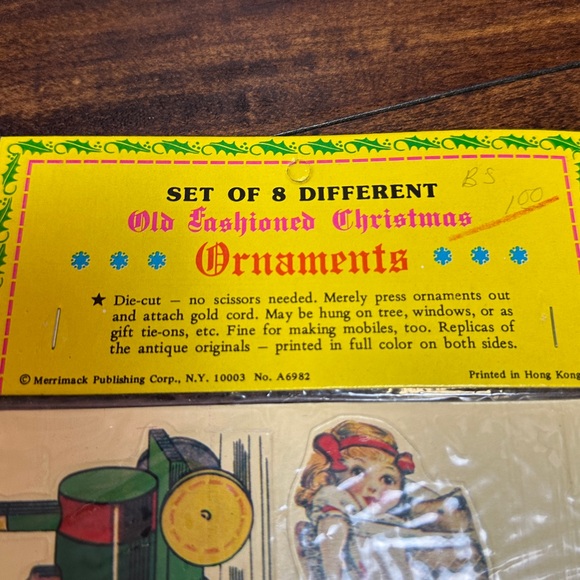 SET OF 8 DIFFERENT
BS
100
Old Fashioned Christmas
Ornaments
★ Die-cut — no scissors needed. Merely press ornaments out
and attach gold cord. May be hung on tree, windows, or as
gift tie-ons, etc. Fine for making mobiles, too. Replicas of
the antique originals — printed in full color on both sides.
© Merrimack Publishing Corp., N.Y. 10003 No. A6982
Printed in Hong Kong